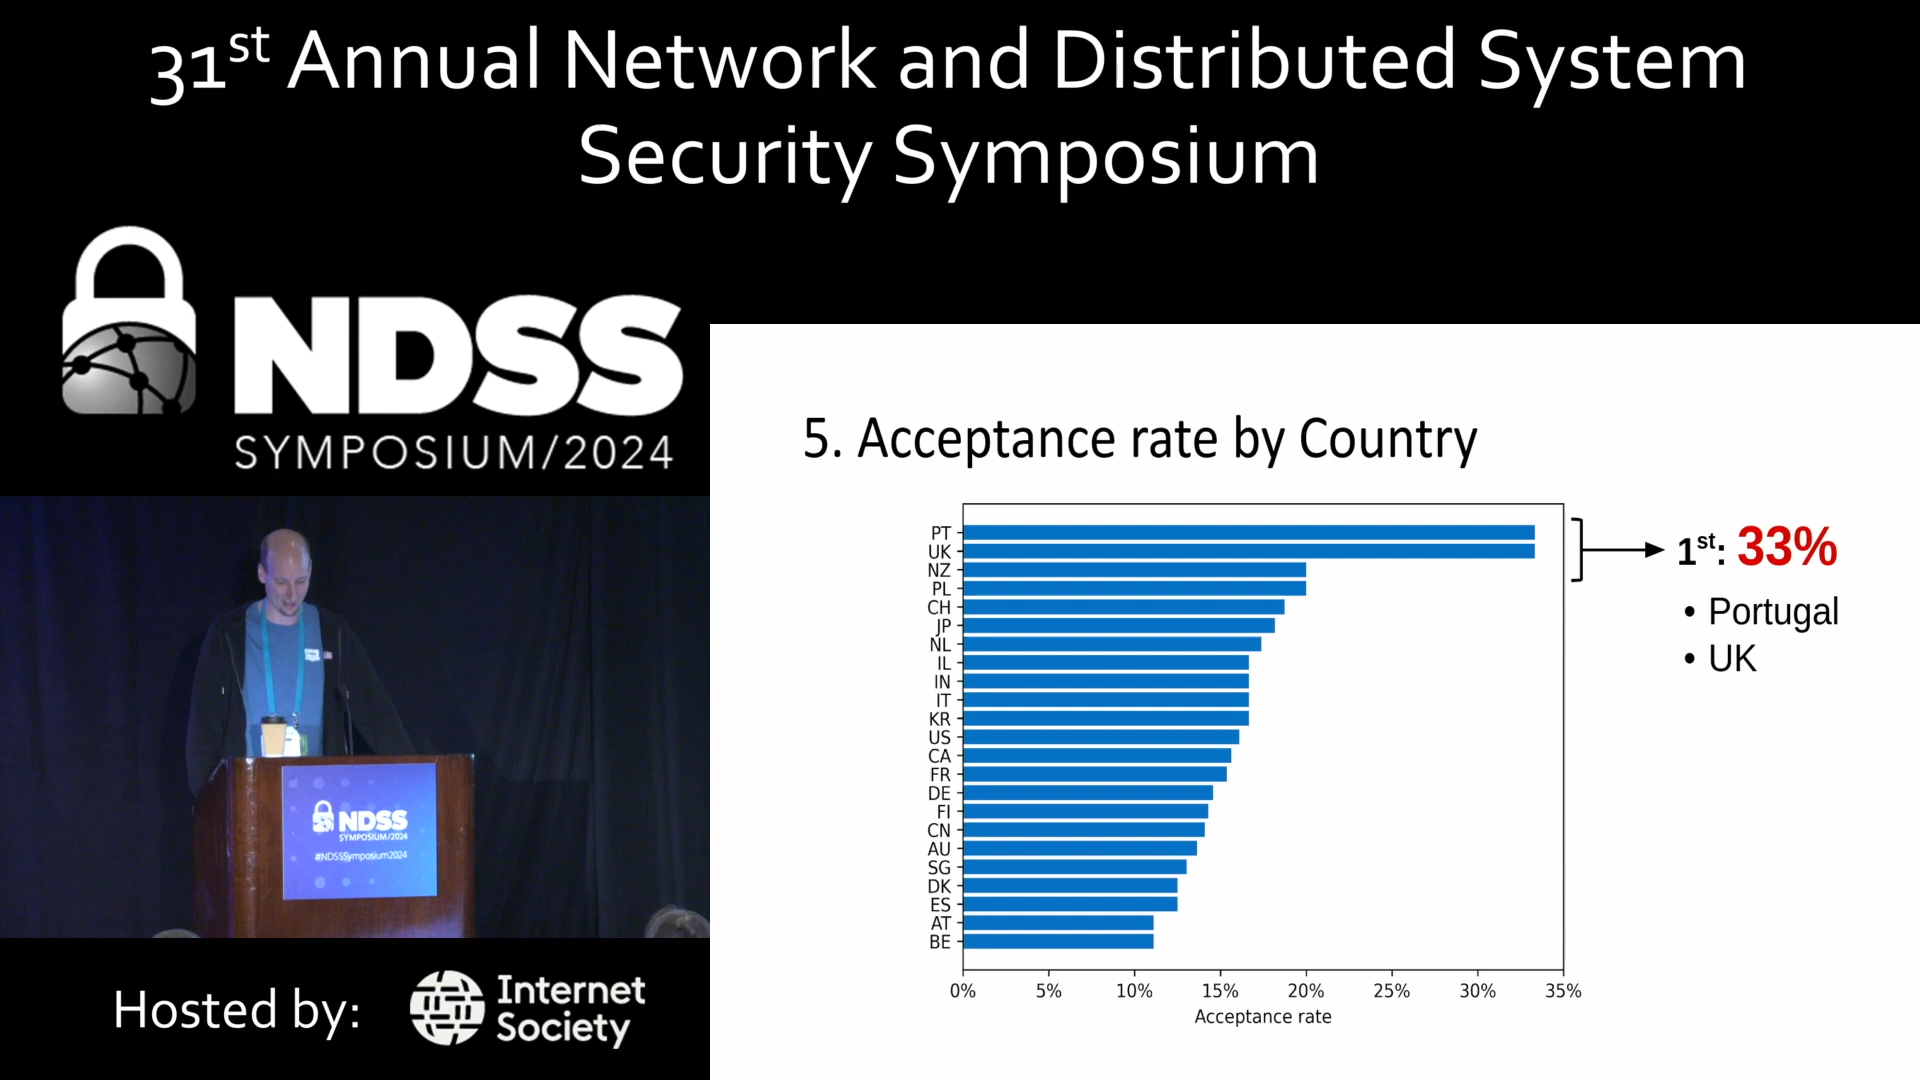 31st Annual Network and Distributed System
Security Symposium
NDSS
SYMPOSIUM/2024
NDSS
SYMPOSIUM/2024
#NDSSSymposium2024
Hosted by:
Internet
Society
5. Acceptance rate by Country
PT
UK
NZ
PL
CH
JP
NL
IL
IN
IT
KR
US
CA
FR
DE
FI
CN
AU
SG
DK
ES
AT
BE
0% 5% 10% 15% 20% 25% 30% 35%
Acceptance rate
1st: 33%
• Portugal
• UK